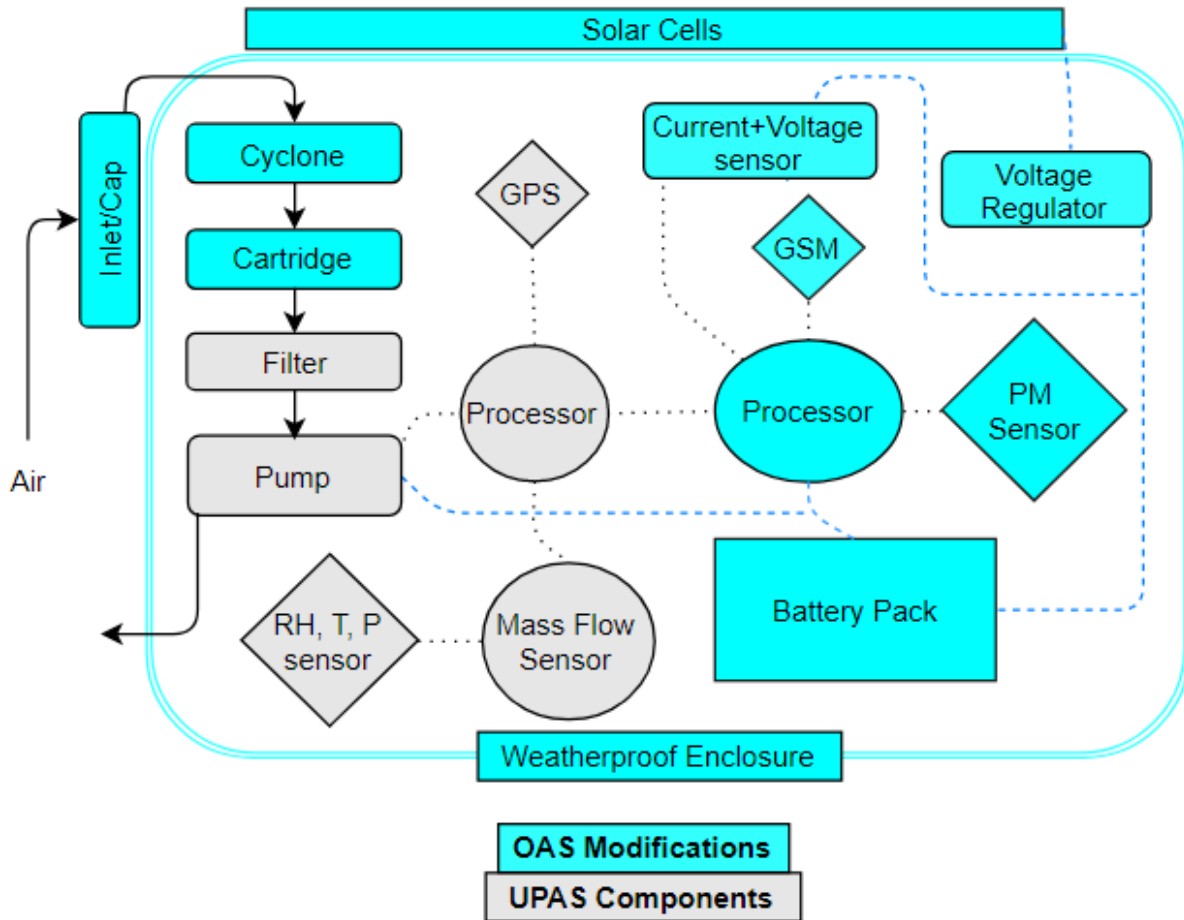 Solar Cells
Current+Voltage
sensor
Cyclone
Voltage
Regulator
GPS
Inlet/Cap
GSM
Cartridge
Filter
Processor
Processor
PM
Sensor
Pump
Air
Battery Pack
RH, T, P
sensor
Mass Flow
Sensor
Weatherproof Enclosure
OAS Modifications
UPAS Components